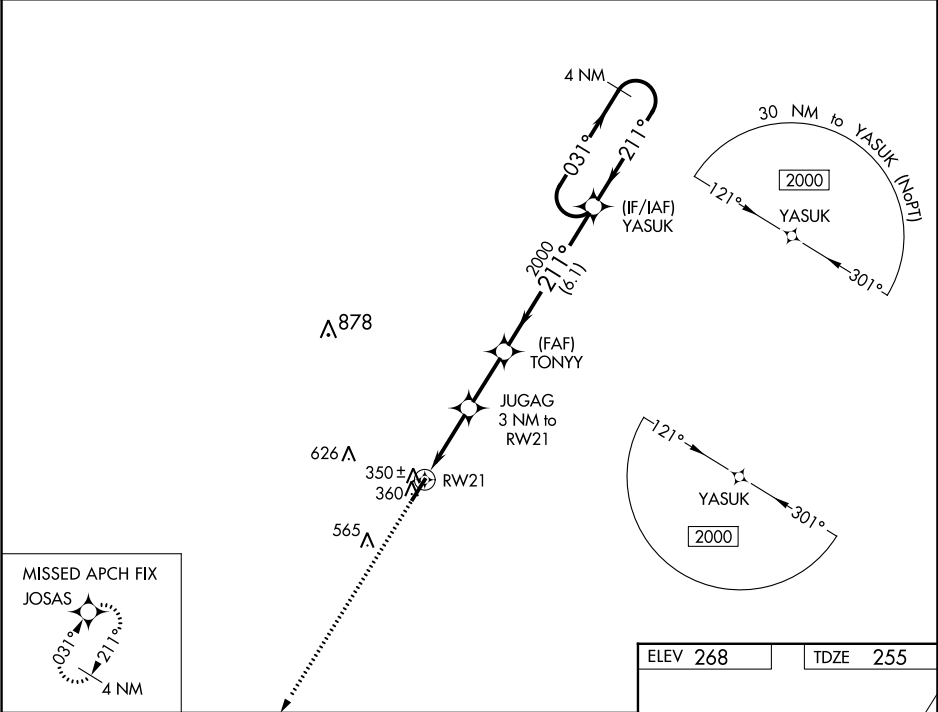 4 NM
031°
211°
(IF/IAF)
YASUK
2000
211°
(6.1)
30 NM to YASUK (NoPT)
2000
121°
YASUK
301°
878
(FAF)
TONYY
JUGAG
3 NM to
RW21
626
350 ±
360
RW21
565
121°
YASUK
301°
2000
MISSED APCH FIX
JOSAS
031°
211°
4 NM
ELEV 268
TDZE 255